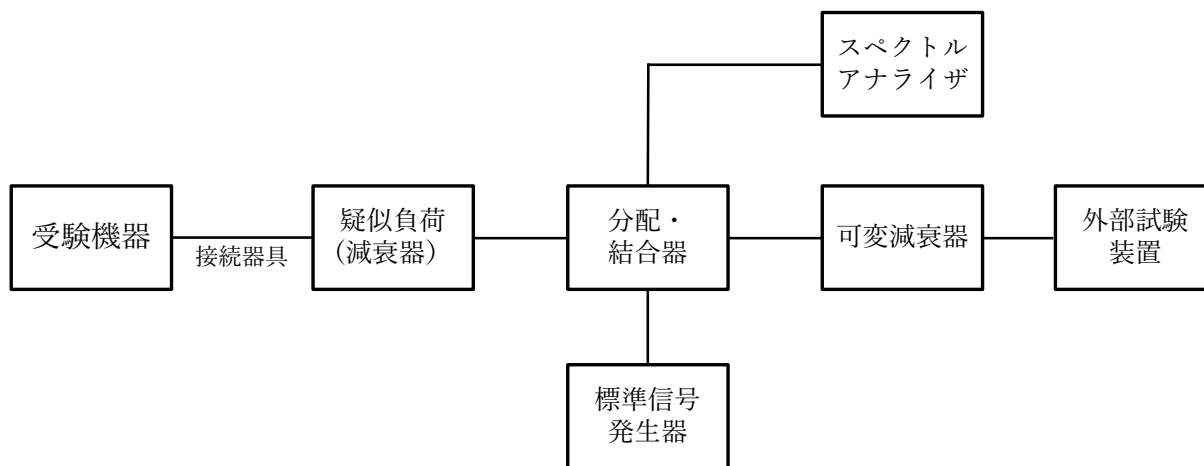 スペクトル
アナライザ
受験機器
接続器具
疑似負荷
(減衰器)
分配・
結合器
可変減衰器
外部試験
装置
標準信号
発生器